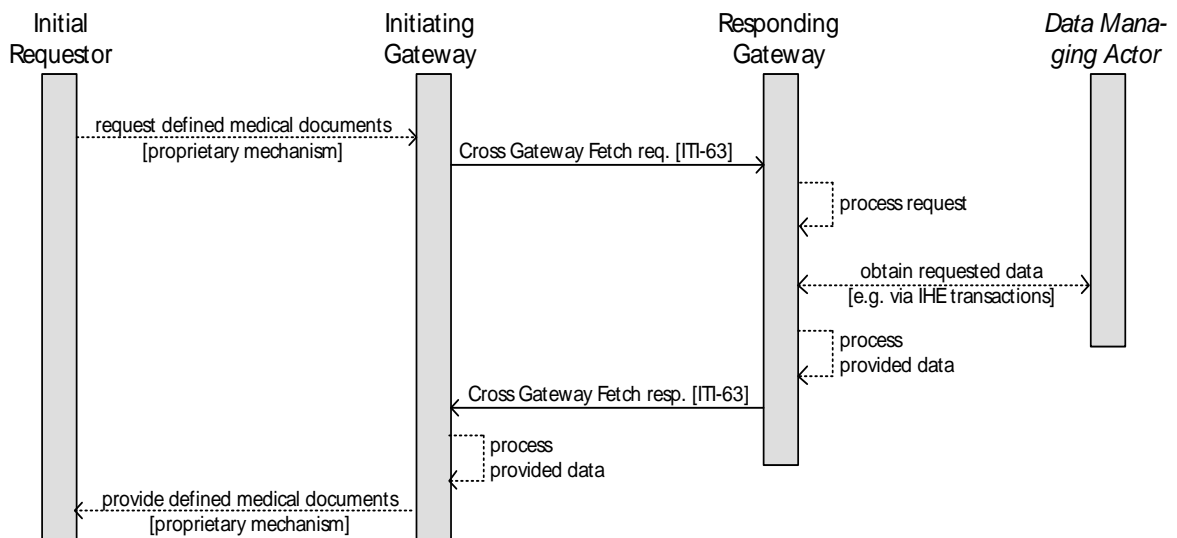 Initial
Requestor
Initiating
Gateway
Responding
Gateway
Data Mana-
ging Actor
request defined medical documents
[proprietary mechanism]
Cross Gateway Fetch req. [ITI-63]
process request
obtain requested data
[e.g. via IHE transactions]
process
provided data
Cross Gateway Fetch resp. [ITI-63]
process
provided data
provide defined medical documents
[proprietary mechanism]